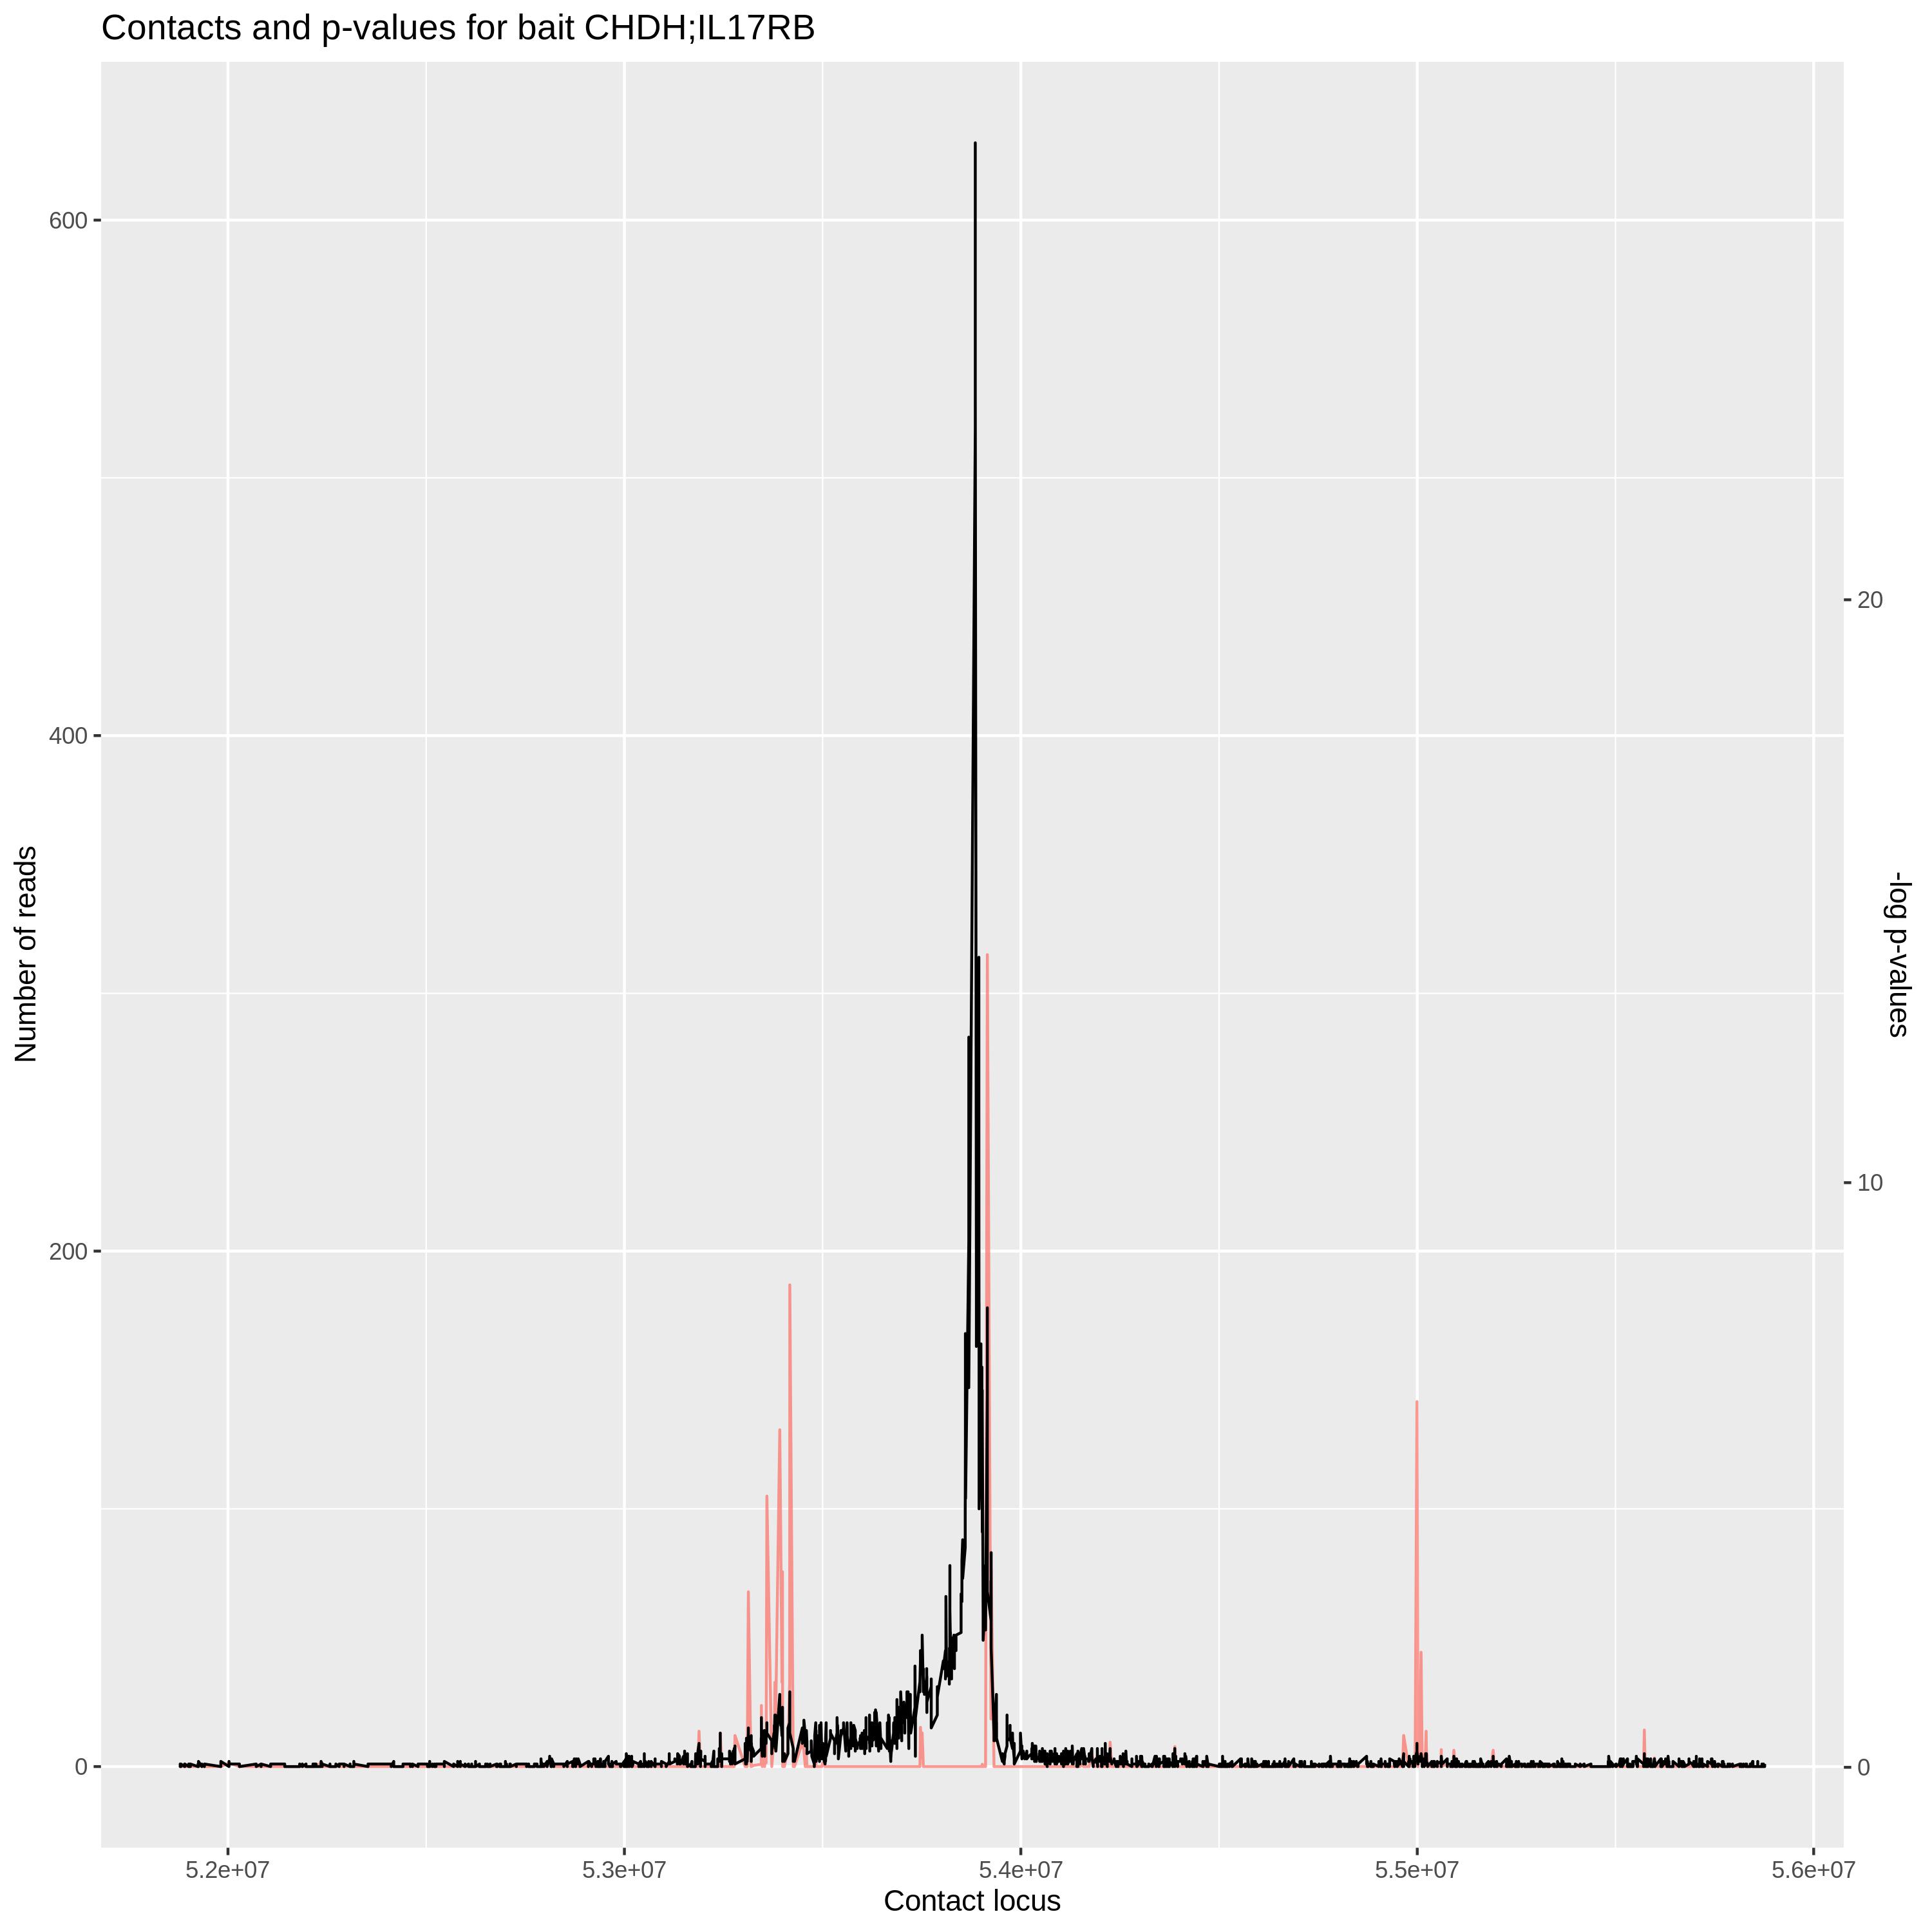 Contacts and p-values for bait CHDH;IL17RB
600
400
200
0
Number of reads
20
10
0
-log p-values
5.2e+07
5.3e+07
5.4e+07
5.5e+07
5.6e+07
Contact locus